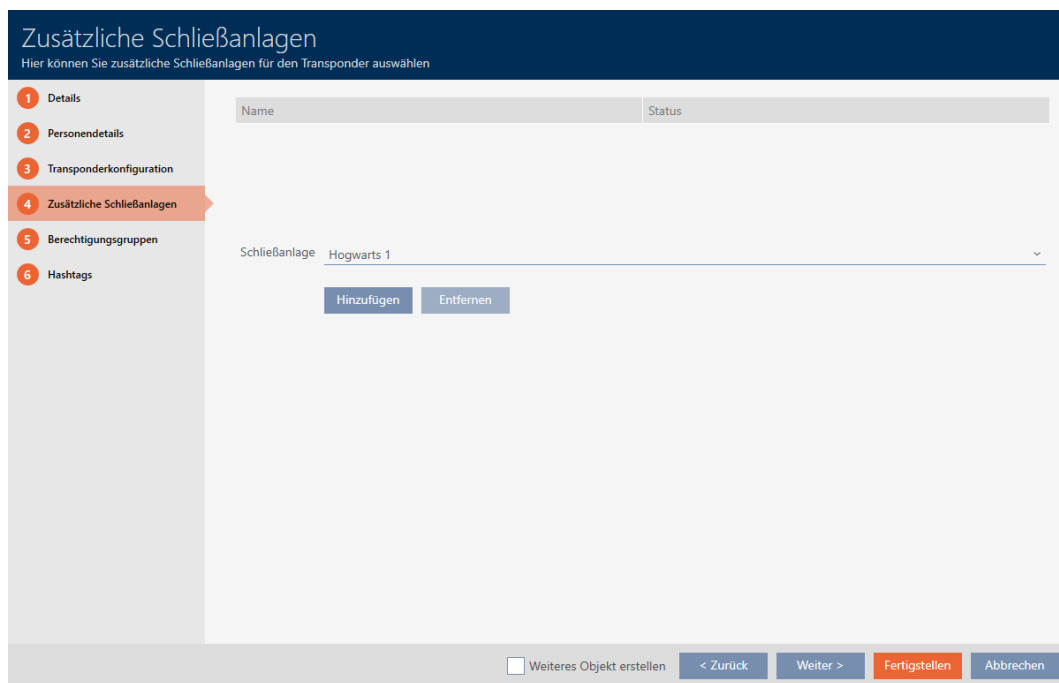 Zusätzliche Schließanlagen
Hier können Sie zusätzliche Schließanlagen für den Transponder auswählen
1 Details
2 Personendetails
3 Transponderkonfiguration
4 Zusätzliche Schließanlagen
5 Berechtigungsgruppen
6 Hashtags
Name Status
Schließanlage Hogwarts 1
Hinzufügen Entfernen
Weiteres Objekt erstellen < Zurück Weiter > Fertigstellen Abbrechen